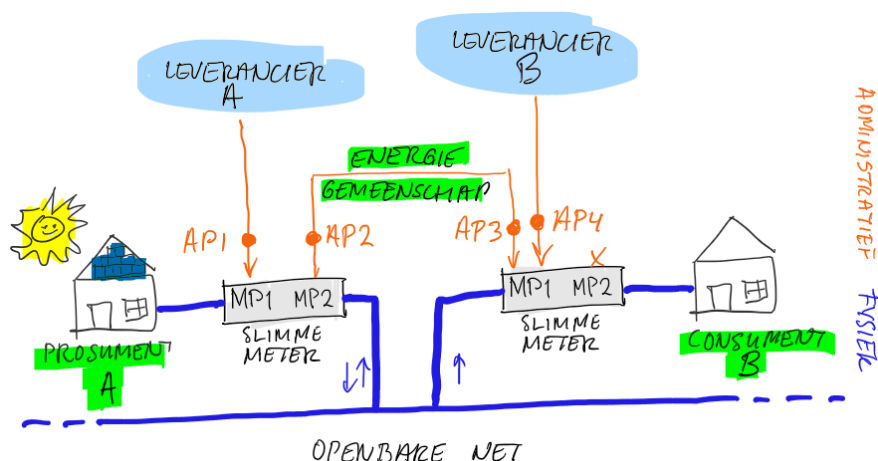 LEVERANCIER
A
LEVERANCIER
B
ENERGIE
GEMEENSCHAP
AP1
AP2
AP3
AP4
x
MP1 MP2
SLIMME
METER
MP1 MP2
SLIMME
METER
PROSUMENT
A
CONSUMENT
B
OPENBARE NET
ADMINISTRATIEF
FYSIEK